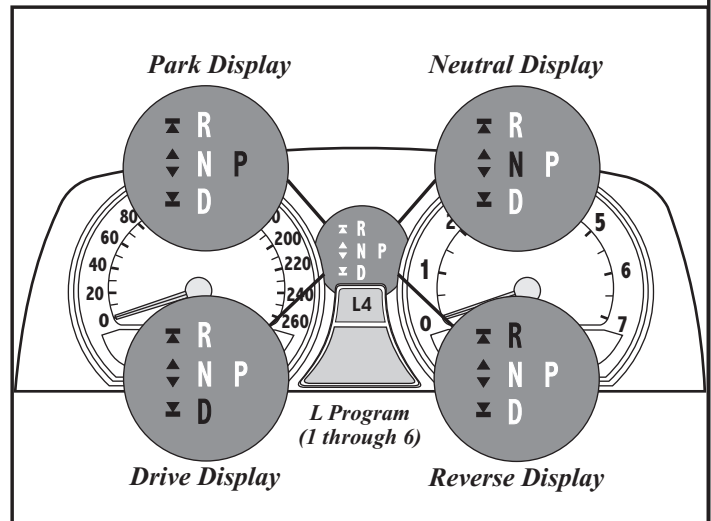 Park Display
Neutral Display
R
N P
D
R
N P
D
R
N P
D
L4
80
60
40
20
0
0
200
220
240
260
2
1
0
5
6
7
R
N P
D
R
N P
D
L Program
(1 through 6)
Drive Display
Reverse Display